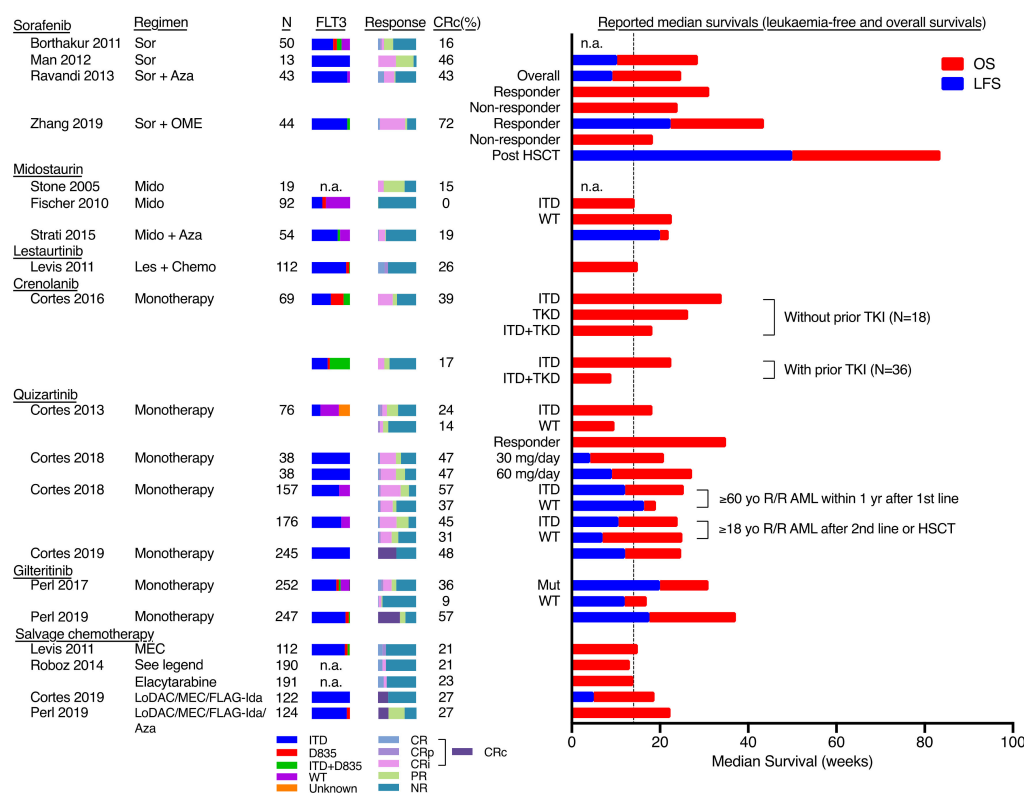 Sorafenib Regimen N FLT3 Response CRc(%) Reported median survivals (leukaemia-free and overall survivals)
Borthakur 2011 Sor 50 16 n.a.
Man 2012 Sor 13 46
Ravandi 2013 Sor + Aza 43 43 Overall
Responder
Non-responder
Zhang 2019 Sor + OME 44 72 Responder
Non-responder
Post HSCT
OS
LFS
Midostaurin
Stone 2005 Mido 19 n.a. 15 n.a.
Fischer 2010 Mido 92 0 ITD
WT
Strati 2015 Mido + Aza 54 19
Lestaurtinib
Levis 2011 Les + Chemo 112 26
Crenolanib
Cortes 2016 Monotherapy 69 39 ITD
TKD
ITD+TKD
Without prior TKI (N=18)
17 ITD
ITD+TKD
With prior TKI (N=36)
Quizartinib
Cortes 2013 Monotherapy 76 24 ITD
14 WT
Responder
Cortes 2018 Monotherapy 38 47 30 mg/day
38 47 60 mg/day
Cortes 2018 Monotherapy 157 57 ITD
37 WT
≥60 yo R/R AML within 1 yr after 1st line
176 45 ITD
31 WT
≥18 yo R/R AML after 2nd line or HSCT
Cortes 2019 Monotherapy 245 48
Gilteritinib
Perl 2017 Monotherapy 252 36 Mut
9 WT
Perl 2019 Monotherapy 247 57
Salvage chemotherapy
Levis 2011 MEC 112 21
Roboz 2014 See legend 190 n.a. 21
Elacytarabine 191 n.a. 23
Cortes 2019 LoDAC/MEC/FLAG-Ida 122 27
Perl 2019 LoDAC/MEC/FLAG-Ida/ 124 27
Aza
0 20 40 60 80 100
Median Survival (weeks)
ITD CR
D835 CRp CRc
ITD+D835 CRi
WT PR
Unknown NR